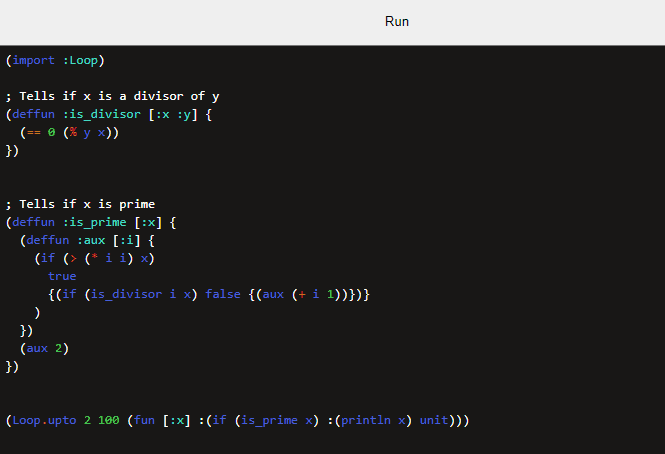 Run
(import :Loop)
; Tells if x is a divisor of y
(deffun :is_divisor [:x :y] {
  (== 0 (% y x))
})
; Tells if x is prime
(deffun :is_prime [:x] {
  (deffun :aux [:i] {
    (if (> (* i i) x)
      true
      {(if (is_divisor i x) false {(aux (+ i 1))})}
    )
  })
  (aux 2)
})
(Loop.upto 2 100 (fun [:x] :(if (is_prime x) :(println x) unit)))